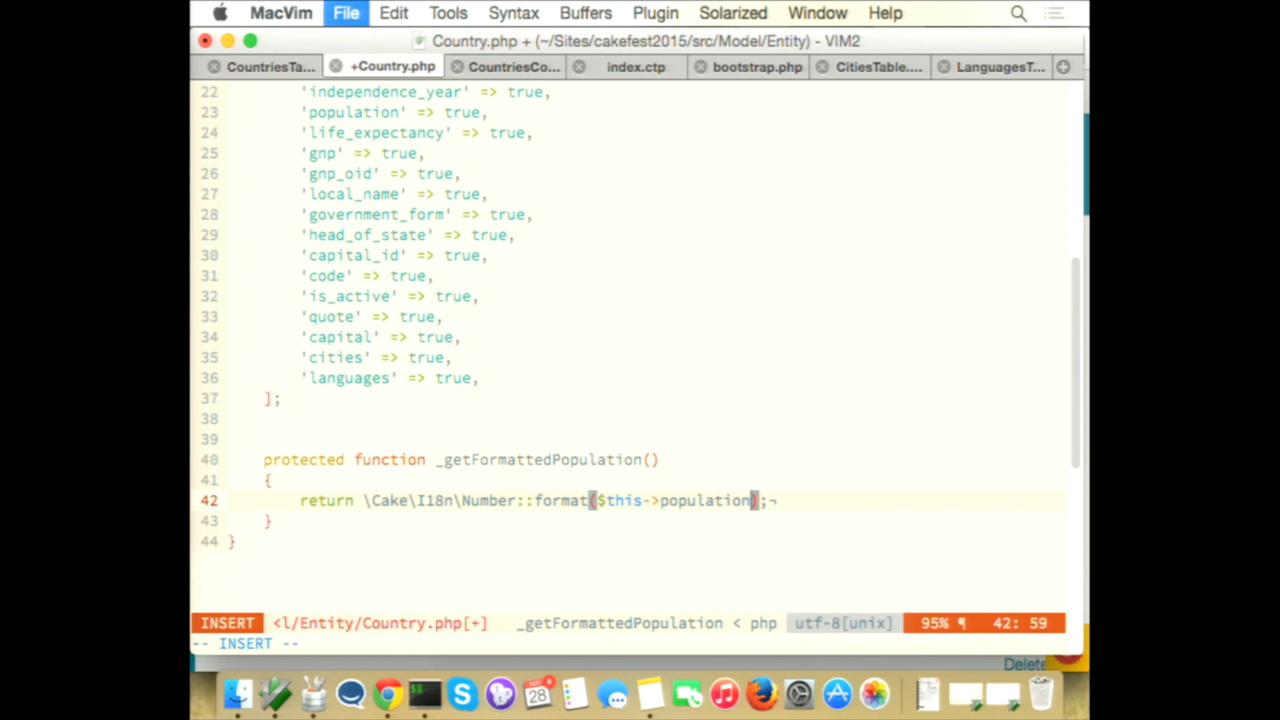 MacVim File Edit Tools Syntax Buffers Plugin Solarized Window Help
Country.php + (~/Sites/cakefest2015/src/Model/Entity) - VIM2
CountriesTa... +Country.php CountriesCo... index.ctp bootstrap.php CitiesTable.... LanguagesT...
22 'independence_year' => true,
23 'population' => true,
24 'life_expectancy' => true,
25 'gnp' => true,
26 'gnp_oid' => true,
27 'local_name' => true,
28 'government_form' => true,
29 'head_of_state' => true,
30 'capital_id' => true,
31 'code' => true,
32 'is_active' => true,
33 'quote' => true,
34 'capital' => true,
35 'cities' => true,
36 'languages' => true,
37 ];
38
39
40 protected function _getFormattedPopulation()
41 {
42 return \Cake\I18n\Number::format($this->population);¬
43 }
44 }
INSERT <l/Entity/Country.php[+] _getFormattedPopulation < php utf-8[unix] 95% ¶ 42: 59
-- INSERT --
Delete
28